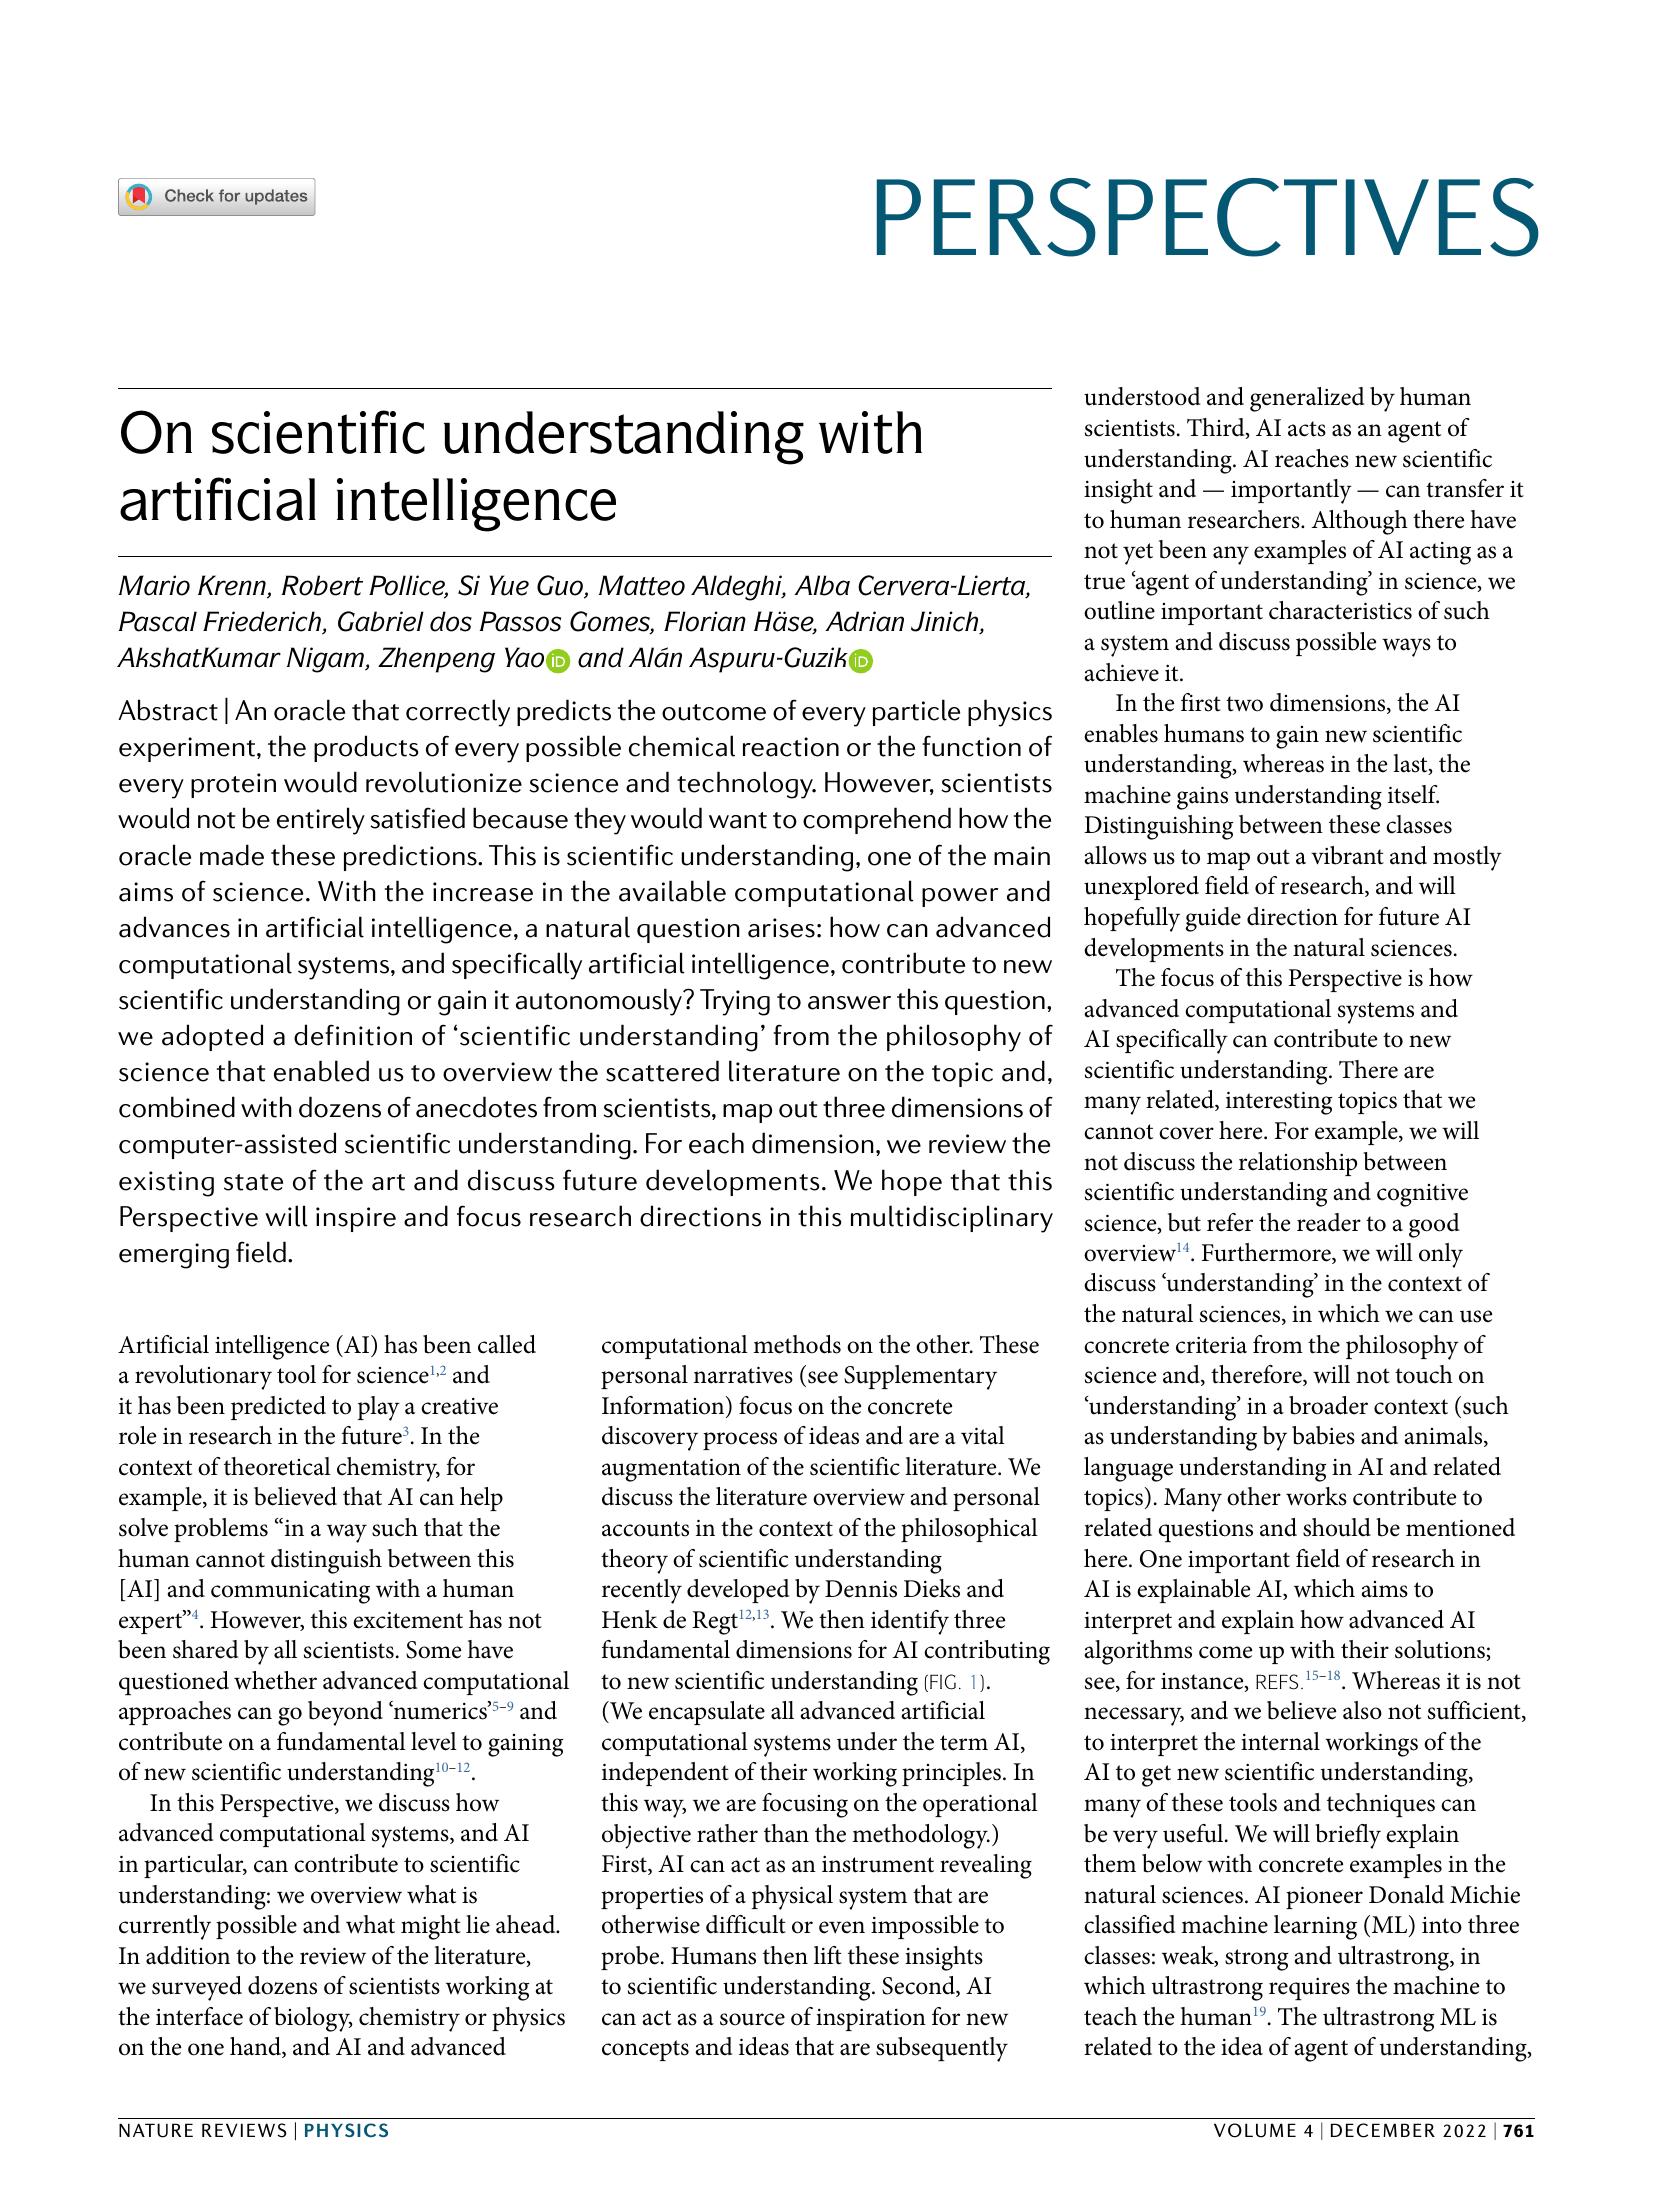 Check for updates
PERSPECTIVES
On scientific understanding with
artificial intelligence
Mario Krenn, Robert Pollice, Si Yue Guo, Matteo Aldeghi, Alba Cervera-Lierta,
Pascal Friederich, Gabriel dos Passos Gomes, Florian Häse, Adrian Jinich,
AkshatKumar Nigam, Zhenpeng Yao iD and Alán Aspuru-Guzik iD
Abstract | An oracle that correctly predicts the outcome of every particle physics
experiment, the products of every possible chemical reaction or the function of
every protein would revolutionize science and technology. However, scientists
would not be entirely satisfied because they would want to comprehend how the
oracle made these predictions. This is scientific understanding, one of the main
aims of science. With the increase in the available computational power and
advances in artificial intelligence, a natural question arises: how can advanced
computational systems, and specifically artificial intelligence, contribute to new
scientific understanding or gain it autonomously? Trying to answer this question,
we adopted a definition of ‘scientific understanding’ from the philosophy of
science that enabled us to overview the scattered literature on the topic and,
combined with dozens of anecdotes from scientists, map out three dimensions of
computer-assisted scientific understanding. For each dimension, we review the
existing state of the art and discuss future developments. We hope that this
Perspective will inspire and focus research directions in this multidisciplinary
emerging field.
Artificial intelligence (AI) has been called
a revolutionary tool for science1,2 and
it has been predicted to play a creative
role in research in the future3. In the
context of theoretical chemistry, for
example, it is believed that AI can help
solve problems “in a way such that the
human cannot distinguish between this
[AI] and communicating with a human
expert”4. However, this excitement has not
been shared by all scientists. Some have
questioned whether advanced computational
approaches can go beyond ‘numerics’5–9 and
contribute on a fundamental level to gaining
of new scientific understanding10–12.
In this Perspective, we discuss how
advanced computational systems, and AI
in particular, can contribute to scientific
understanding: we overview what is
currently possible and what might lie ahead.
In addition to the review of the literature,
we surveyed dozens of scientists working at
the interface of biology, chemistry or physics
on the one hand, and AI and advanced
computational methods on the other. These
personal narratives (see Supplementary
Information) focus on the concrete
discovery process of ideas and are a vital
augmentation of the scientific literature. We
discuss the literature overview and personal
accounts in the context of the philosophical
theory of scientific understanding
recently developed by Dennis Dieks and
Henk de Regt12,13. We then identify three
fundamental dimensions for AI contributing
to new scientific understanding (FIG. 1).
(We encapsulate all advanced artificial
computational systems under the term AI,
independent of their working principles. In
this way, we are focusing on the operational
objective rather than the methodology.)
First, AI can act as an instrument revealing
properties of a physical system that are
otherwise difficult or even impossible to
probe. Humans then lift these insights
to scientific understanding. Second, AI
can act as a source of inspiration for new
concepts and ideas that are subsequently
understood and generalized by human
scientists. Third, AI acts as an agent of
understanding. AI reaches new scientific
insight and — importantly — can transfer it
to human researchers. Although there have
not yet been any examples of AI acting as a
true ‘agent of understanding’ in science, we
outline important characteristics of such
a system and discuss possible ways to
achieve it.
In the first two dimensions, the AI
enables humans to gain new scientific
understanding, whereas in the last, the
machine gains understanding itself.
Distinguishing between these classes
allows us to map out a vibrant and mostly
unexplored field of research, and will
hopefully guide direction for future AI
developments in the natural sciences.
The focus of this Perspective is how
advanced computational systems and
AI specifically can contribute to new
scientific understanding. There are
many related, interesting topics that we
cannot cover here. For example, we will
not discuss the relationship between
scientific understanding and cognitive
science, but refer the reader to a good
overview14. Furthermore, we will only
discuss ‘understanding’ in the context of
the natural sciences, in which we can use
concrete criteria from the philosophy of
science and, therefore, will not touch on
‘understanding’ in a broader context (such
as understanding by babies and animals,
language understanding in AI and related
topics). Many other works contribute to
related questions and should be mentioned
here. One important field of research in
AI is explainable AI, which aims to
interpret and explain how advanced AI
algorithms come up with their solutions;
see, for instance, REFS.15–18. Whereas it is not
necessary, and we believe also not sufficient,
to interpret the internal workings of the
AI to get new scientific understanding,
many of these tools and techniques can
be very useful. We will briefly explain
them below with concrete examples in the
natural sciences. AI pioneer Donald Michie
classified machine learning (ML) into three
classes: weak, strong and ultrastrong, in
which ultrastrong requires the machine to
teach the human19. The ultrastrong ML is
related to the idea of agent of understanding,
NATURE REVIEWS | PHYSICS
VOLUME 4 | DECEMBER 2022 | 761